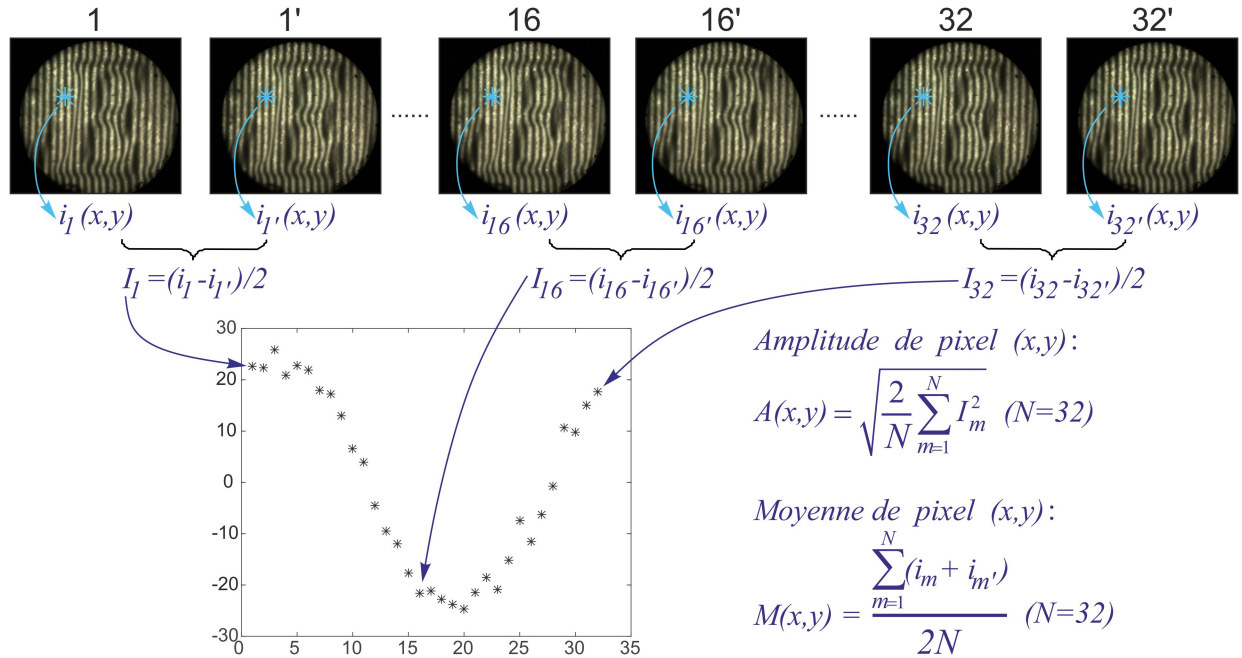 1 1' 16 16' 32 32'
...... ......
i₁(x,y) i₁'(x,y) i₁₆(x,y) i₁₆'(x,y) i₃₂(x,y) i₃₂'(x,y)
I₁=(i₁-i₁')/2 I₁₆=(i₁₆-i₁₆')/2 I₃₂=(i₃₂-i₃₂')/2
30
20
10
0
-10
-20
-30
0 5 10 15 20 25 30 35
Amplitude de pixel (x,y):
A(x,y) = √(2/N ∑_{m=1}^{N} I_m^2) (N=32)
Moyenne de pixel (x,y):
M(x,y) = ∑_{m=1}^{N} (i_m + i_m') / 2N (N=32)